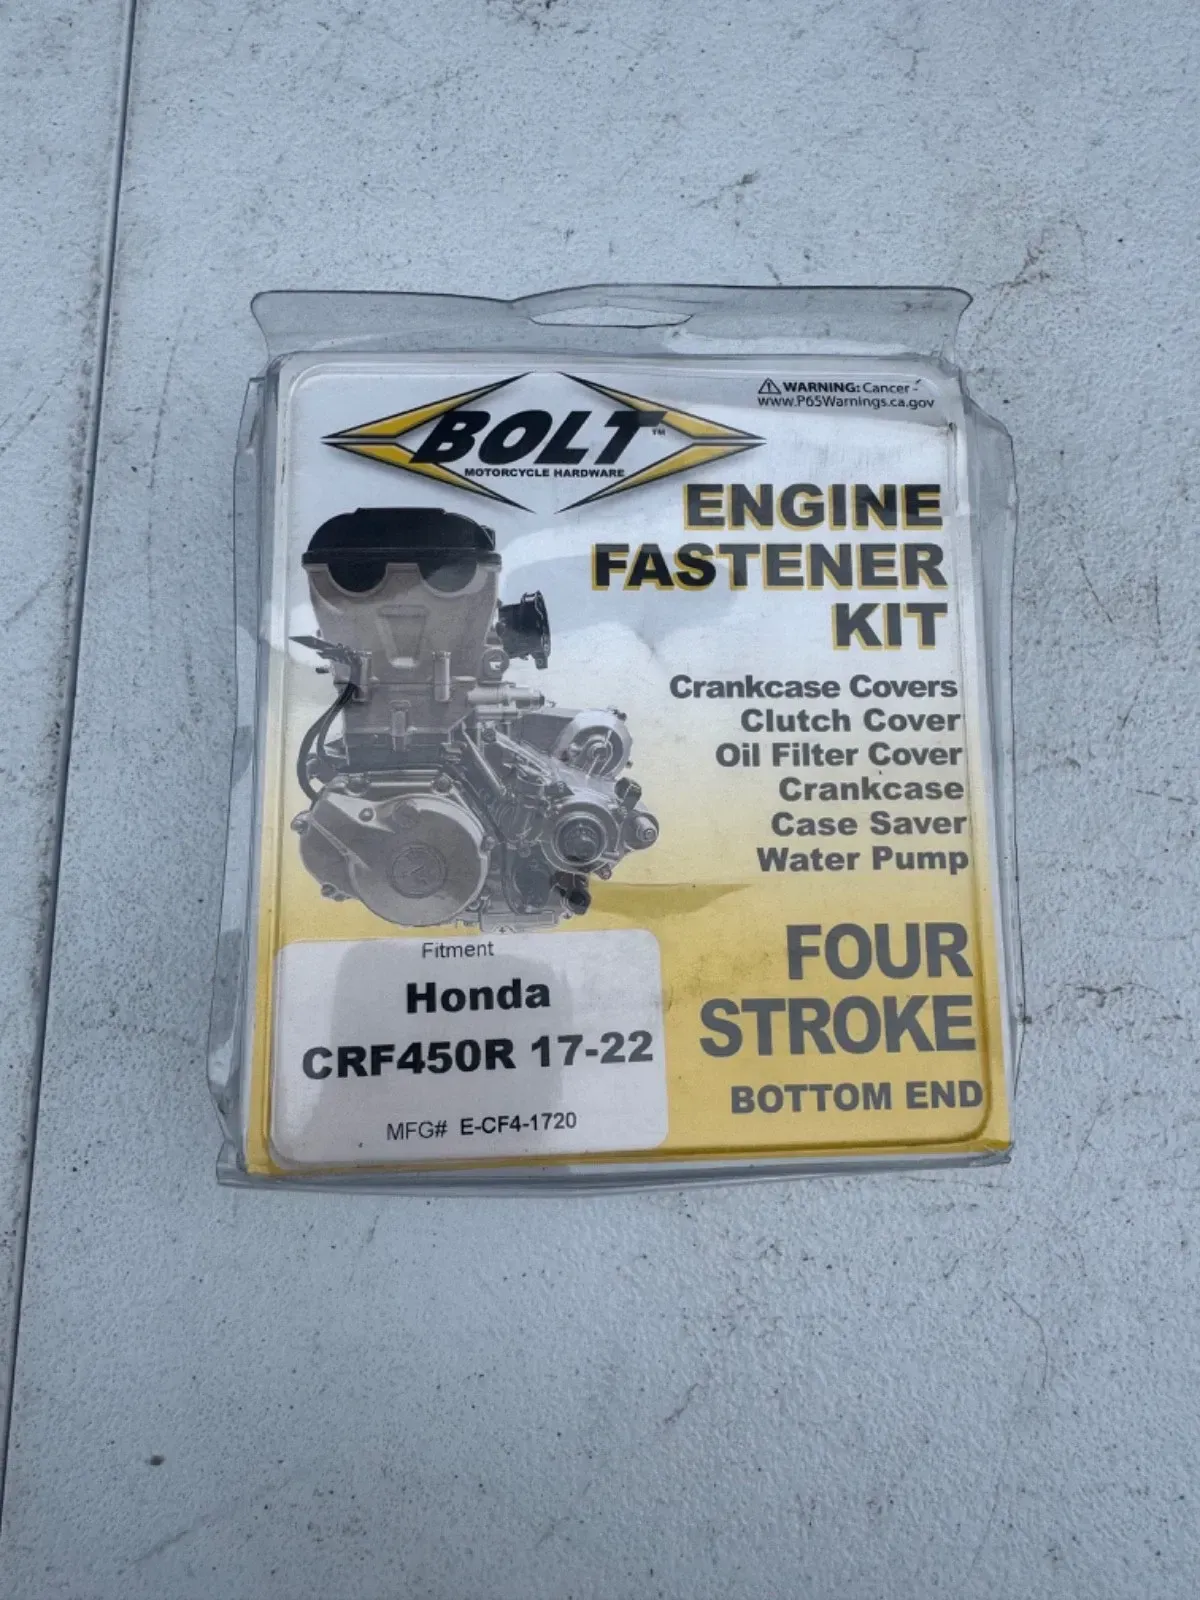 BOLT™
MOTORCYCLE HARDWARE
⚠ WARNING: Cancer -
www.P65Warnings.ca.gov
ENGINE
FASTENER
KIT
Crankcase Covers
Clutch Cover
Oil Filter Cover
Crankcase
Case Saver
Water Pump
FOUR
STROKE
BOTTOM END
Fitment
Honda
CRF450R 17-22
MFG# E-CF4-1720